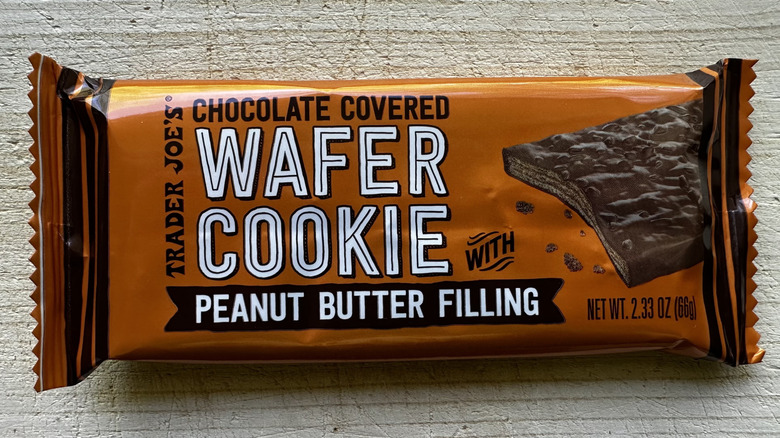 TRADER JOE'S®
CHOCOLATE COVERED
WAFER
COOKIE
WITH
PEANUT BUTTER FILLING
NET WT. 2.33 OZ (66g)